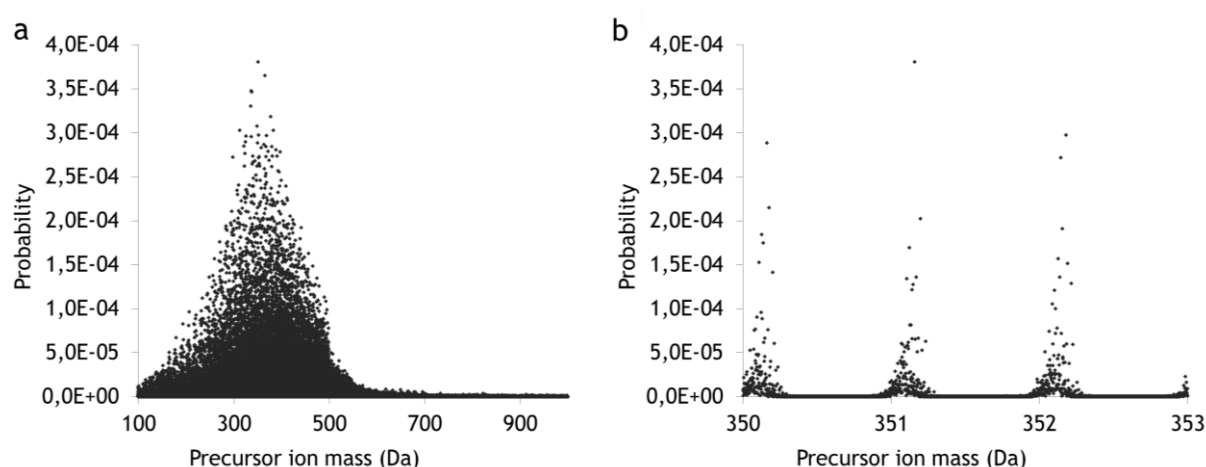 a
4,0E-04
3,5E-04
3,0E-04
2,5E-04
2,0E-04
1,5E-04
1,0E-04
5,0E-05
0,0E+00
Probability
100 300 500 700 900
Precursor ion mass (Da)
b
4,0E-04
3,5E-04
3,0E-04
2,5E-04
2,0E-04
1,5E-04
1,0E-04
5,0E-05
0,0E+00
Probability
350 351 352 353
Precursor ion mass (Da)